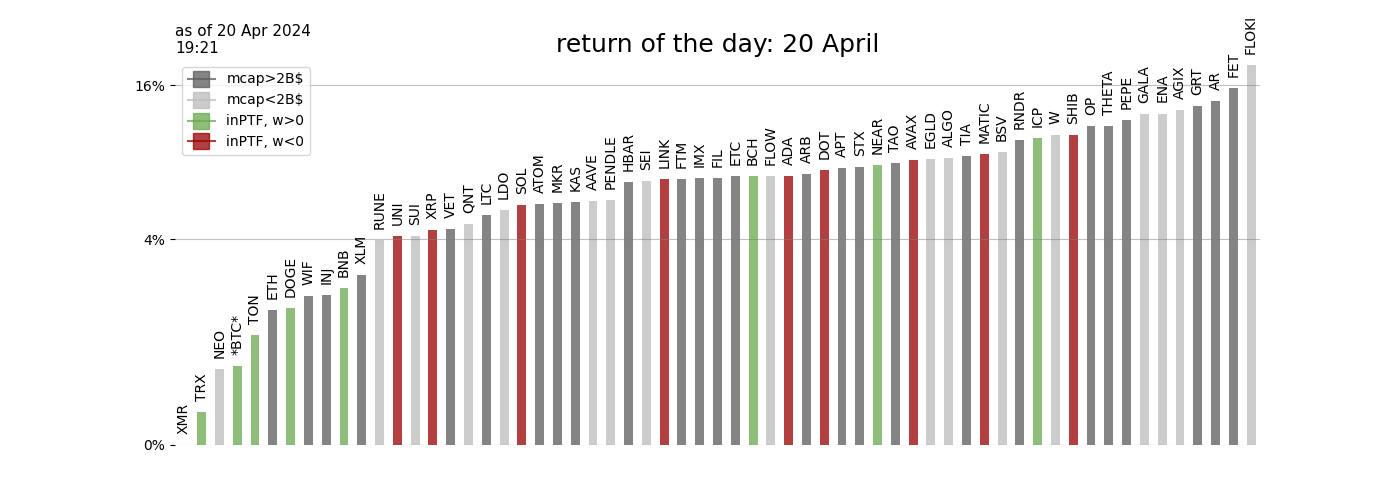 as of 20 Apr 2024
19:21
return of the day: 20 April
mcap>2B$
mcap<2B$
inPTF, w>0
inPTF, w<0
16%
4%
0%
XMR
TRX
NEO
*BTC*
TON
ETH
DOGE
WIF
INJ
BNB
XLM
RUNE
UNI
SUI
XRP
VET
QNT
LTC
LDO
SOL
ATOM
MKR
KAS
AAVE
PENDLE
HBAR
SEI
LINK
FTM
IMX
FIL
ETC
BCH
FLOW
ADA
ARB
DOT
APT
STX
NEAR
TAO
AVAX
EGLD
ALGO
TIA
MATIC
BSV
RNDR
ICP
W
SHIB
OP
THETA
PEPE
GALA
ENA
AGIX
GRT
AR
FET
FLOKI